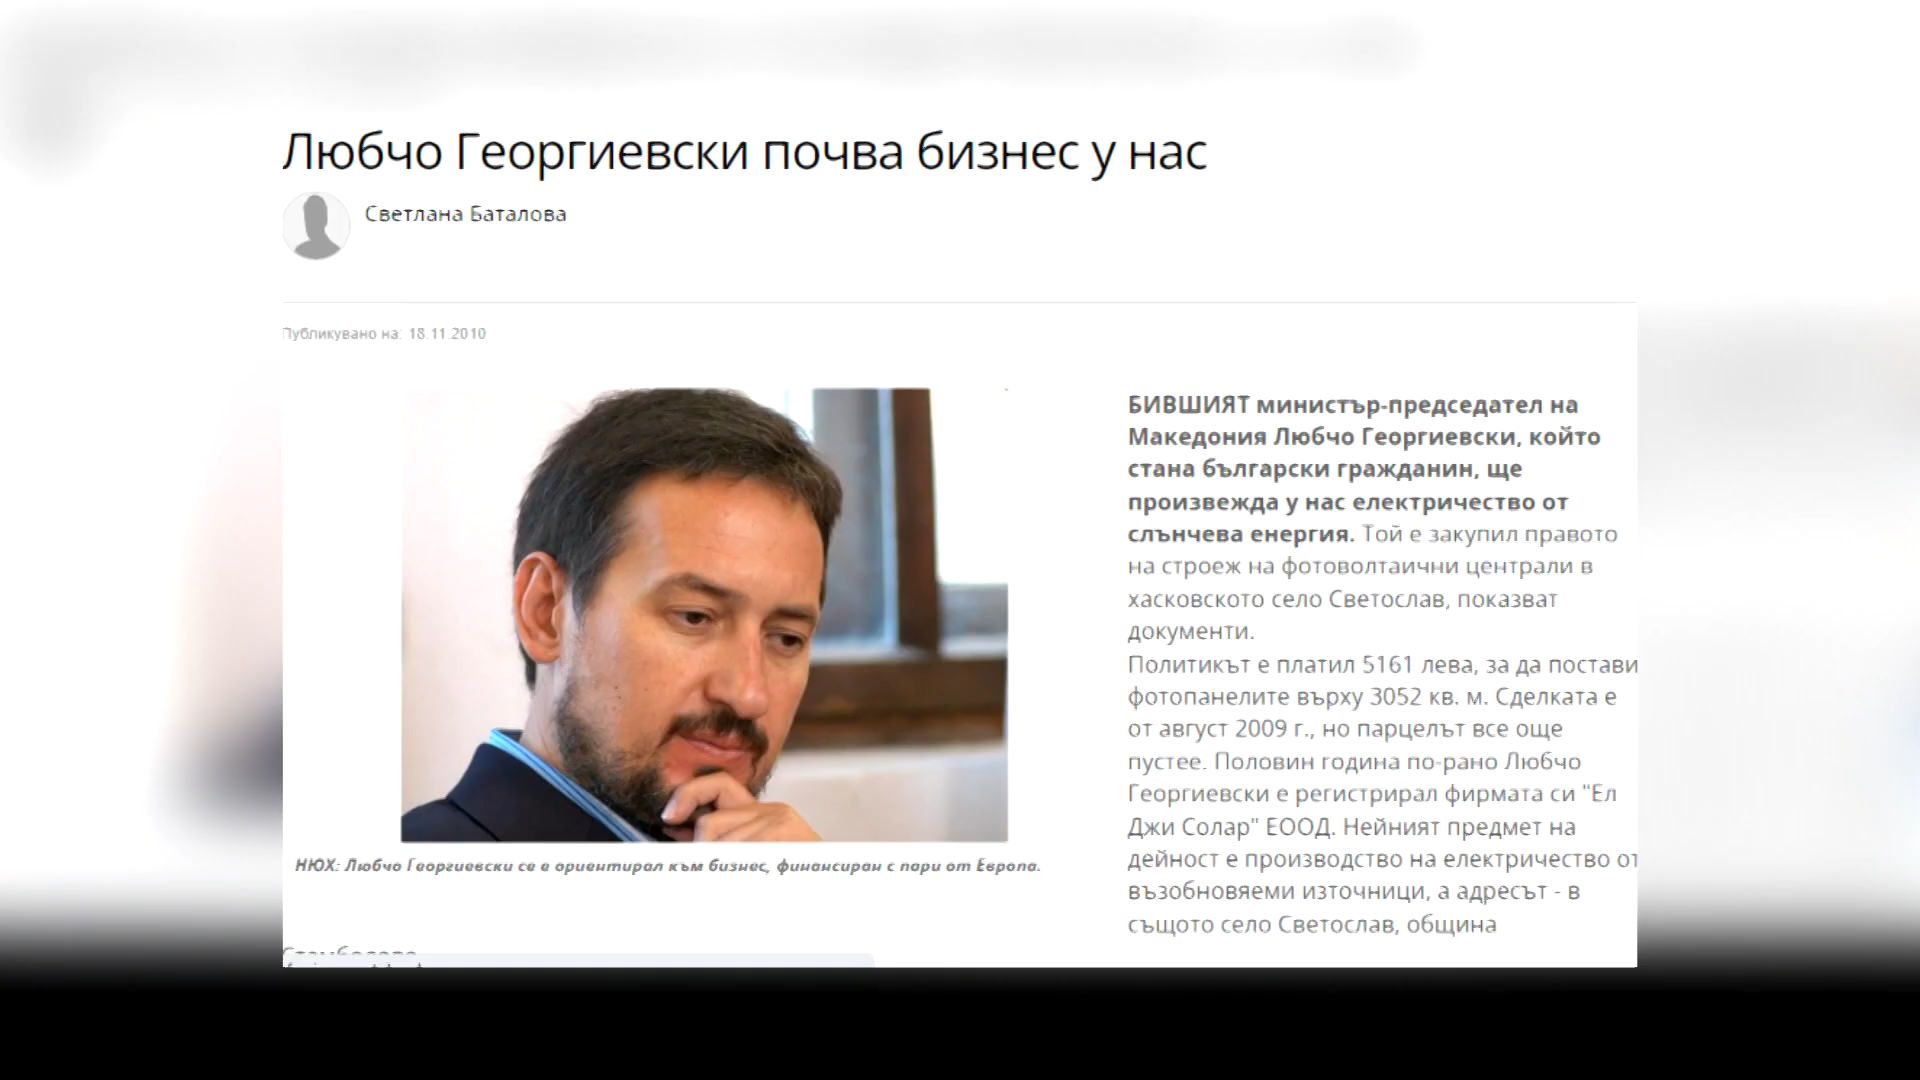 Любчо Георгиевски почва бизнес у нас
Светлана Баталова
Публикувано на: 18.11.2010
БИВШИЯТ министър-председател на
Македония Любчо Георгиевски, който
стана български гражданин, ще
произвежда у нас електричество от
слънчева енергия. Той е закупил правото
на строеж на фотоволтаични централи в
хасковското село Светослав, показват
документи.
Политикът е платил 5161 лева, за да постави
фотопанелите върху 3052 кв. м. Сделката е
от август 2009 г., но парцелът все още
пустее. Половин година по-рано Любчо
Георгиевски е регистрирал фирмата си "Ел
Джи Солар" ЕООД. Нейният предмет на
дейност е производство на електричество от
възобновяеми източници, а адресът - в
същото село Светослав, община
НЮХ: Любчо Георгиевски се е ориентирал към бизнес, финансиран с пари от Европа.
Стамболово